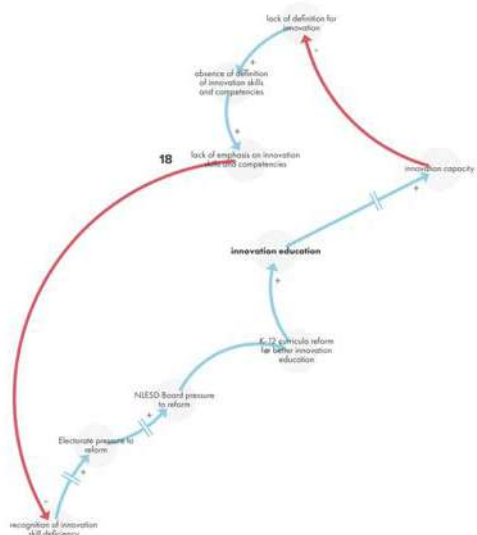 lack of definition for
innovation
+
-
absence of definition
of innovation skills
and competencies
+
18
lack of emphasis on innovation
skills and competencies
innovation capacity
+
innovation education
+
K-12 curricula reform
for better innovation
education
NLESD Board pressure
to reform
+
Electorate pressure to
reform
+
-
recognition of innovation
skill deficiency